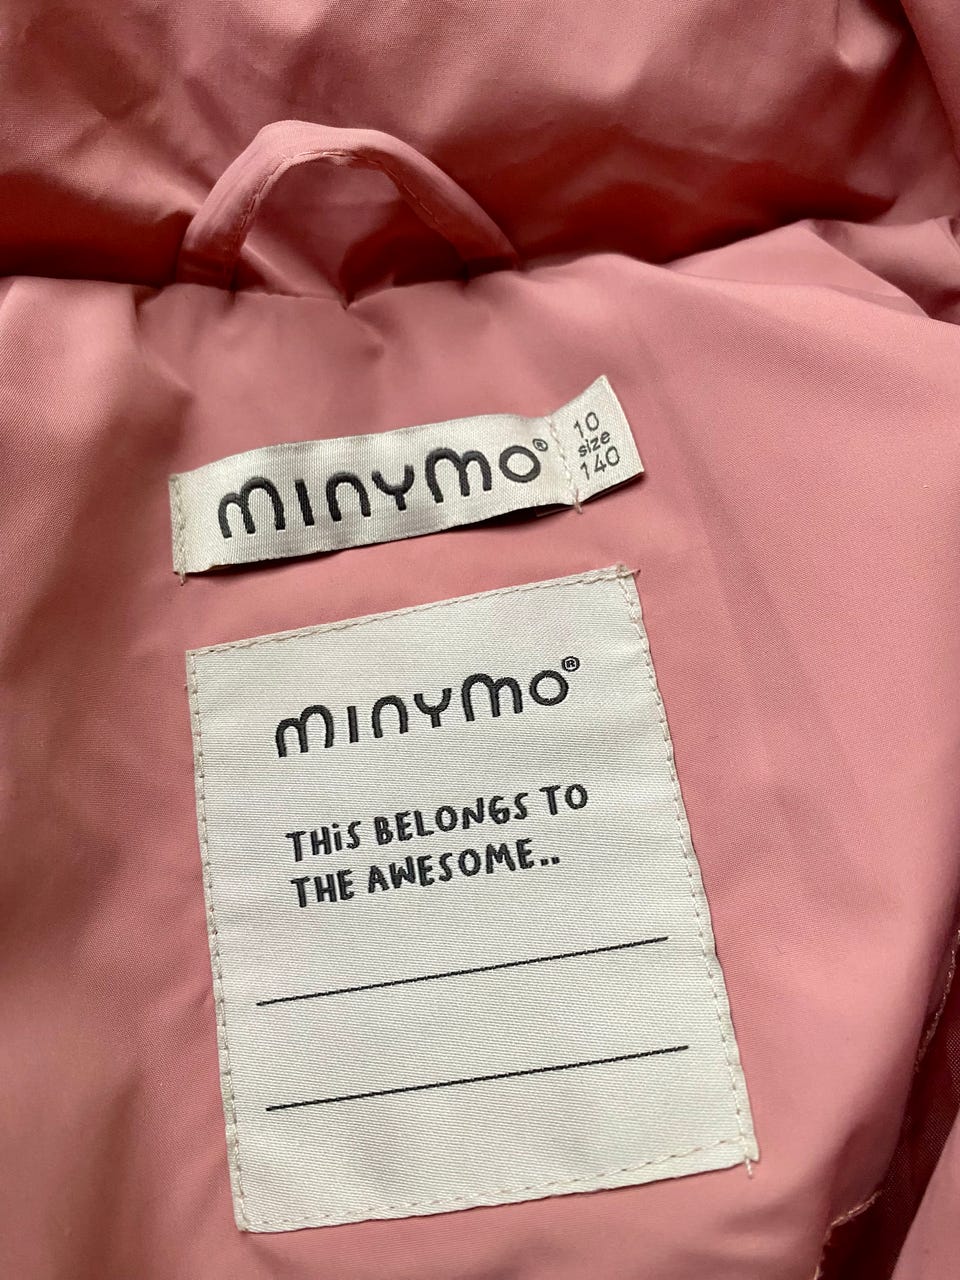 minymo®
10
size
140
minymo®
THiS BELONGS TO
THE AWESOME..